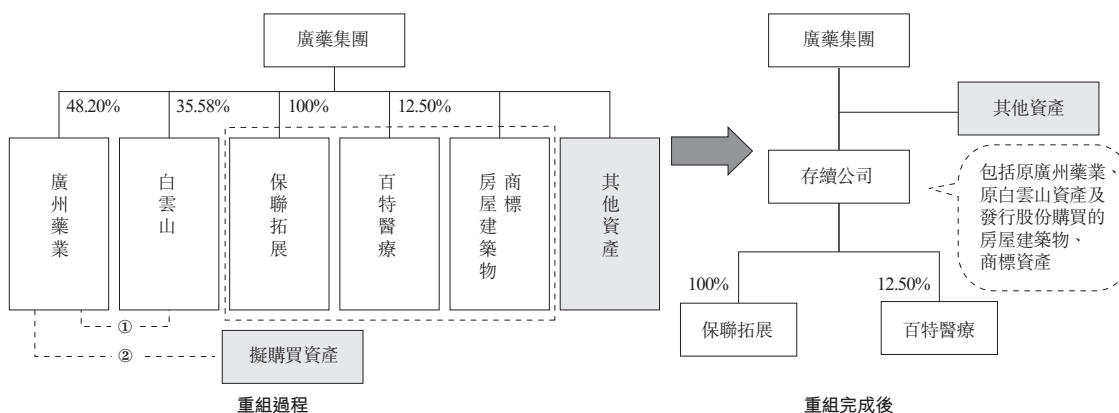 廣藥集團
48.20%
35.58%
100%
12.50%
廣州藥業
白雲山
保聯拓展
百特醫療
商標
房屋建築物
其他資產
①
②
擬購買資產
重組過程
廣藥集團
其他資產
存續公司
包括原廣州藥業、
原白雲山資產及
發行股份購買的
房屋建築物、
商標資產
100%
12.50%
保聯拓展
百特醫療
重組完成後